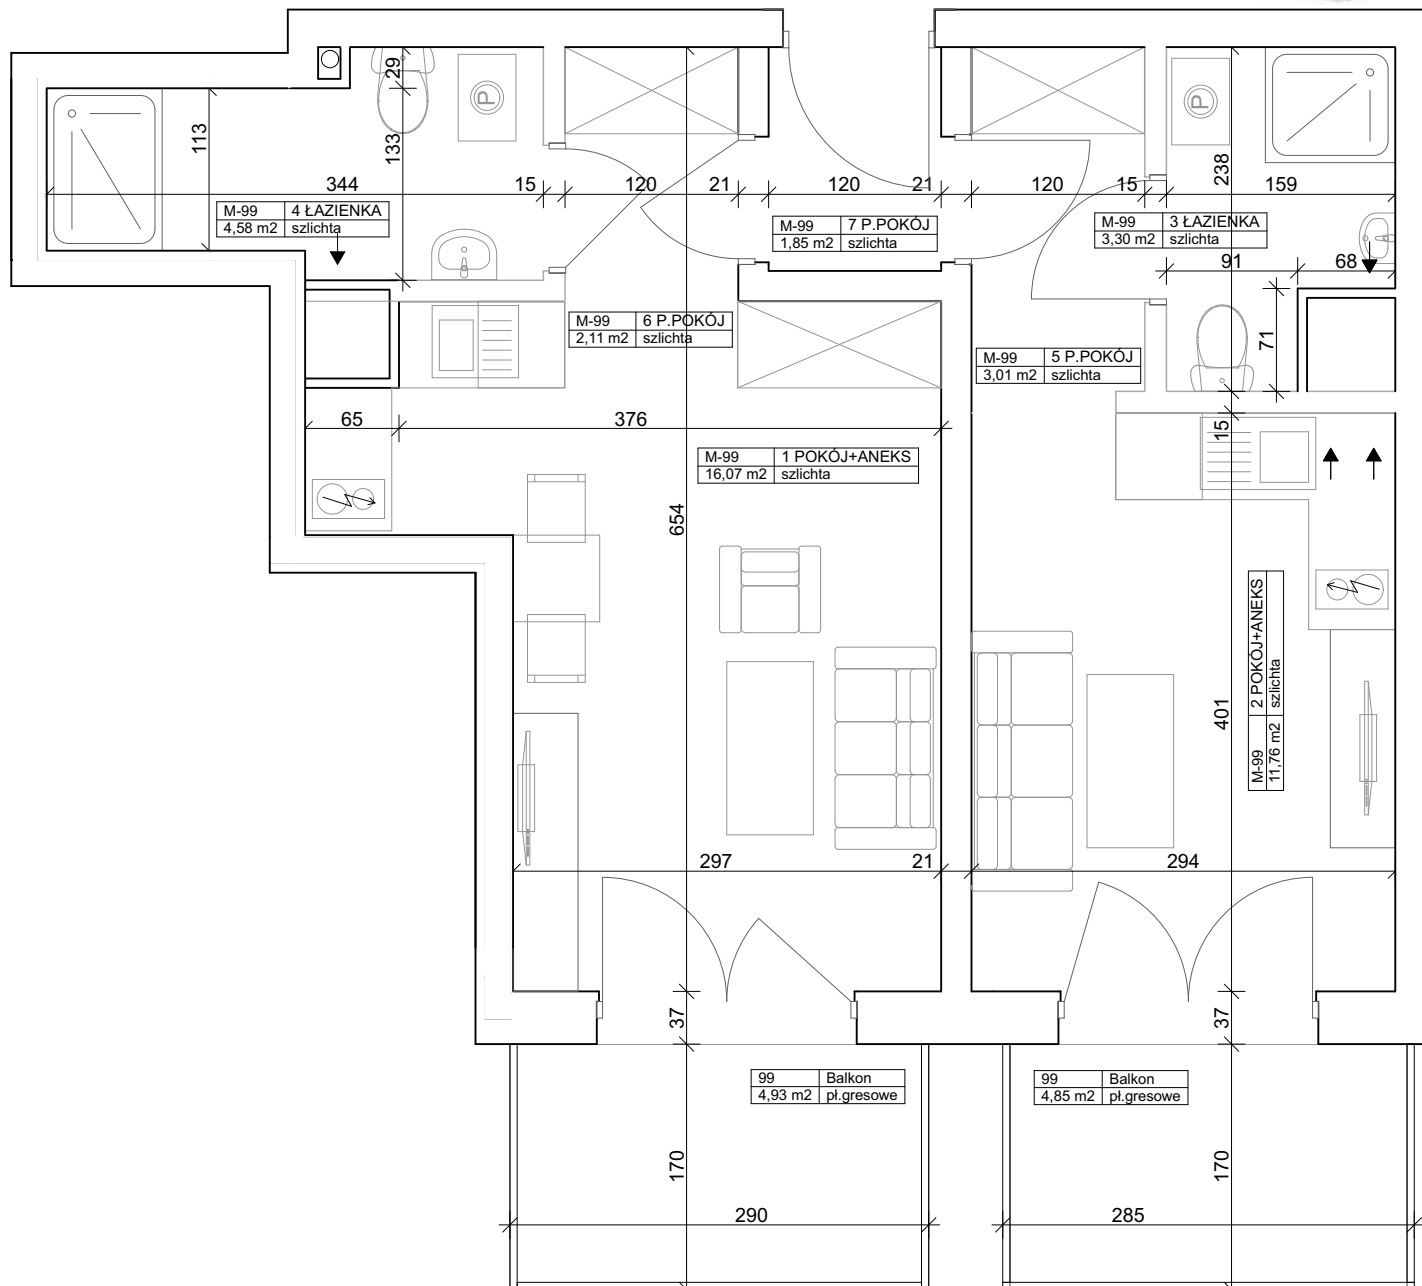 29
P
P
113
133
238
344
15
120
21
120
21
120
15
159
M-99 4 ŁAZIENKA
4,58 m2 szlichta
M-99 7 P.POKÓJ
1,85 m2 szlichta
M-99 3 ŁAZIENKA
3,30 m2 szlichta
91
68
M-99 6 P.POKÓJ
2,11 m2 szlichta
71
M-99 5 P.POKÓJ
3,01 m2 szlichta
65
376
15
M-99 1 POKÓJ+ANEKS
16,07 m2 szlichta
654
M-99 2 POKÓJ+ANEKS
11,76 m2 szlichta
401
297
21
294
37
37
99 Balkon
4,93 m2 pł.gresowe
99 Balkon
4,85 m2 pł.gresowe
170
170
290
285